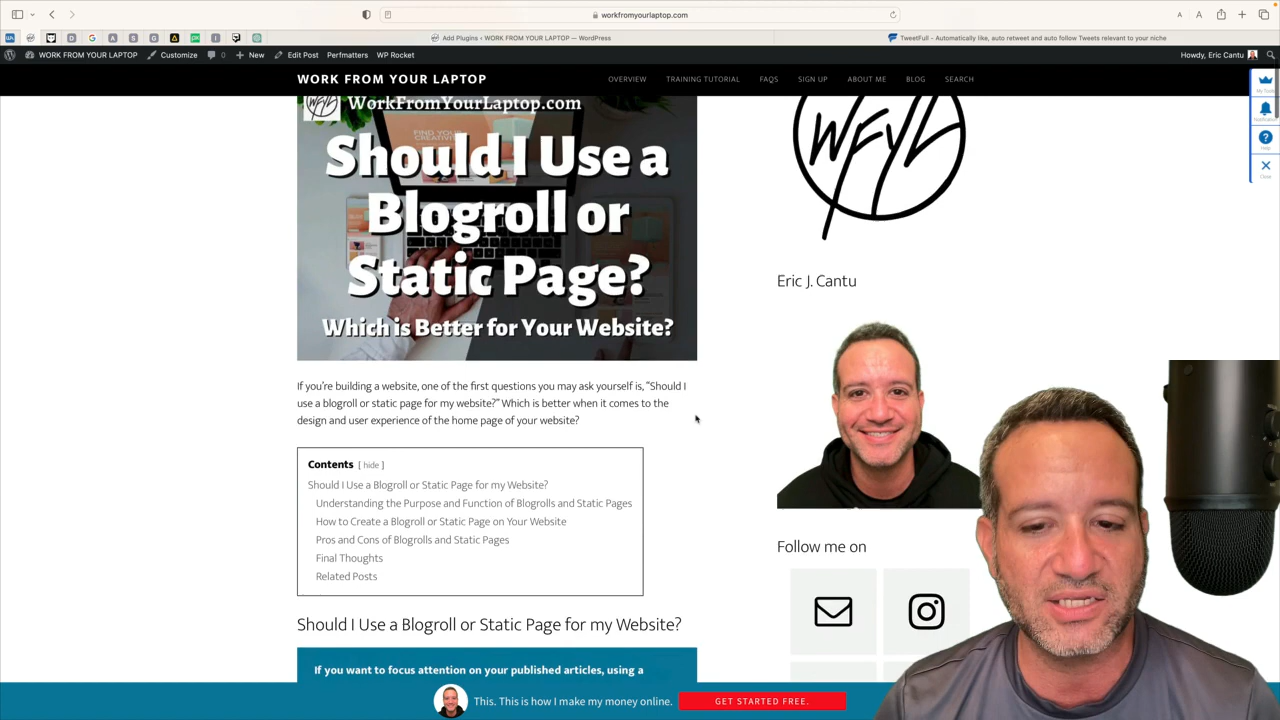 workfromyourlaptop.com
A A
Add Plugins ‹ WORK FROM YOUR LAPTOP — WordPress
TweetFull - Automatically like, auto retweet and auto follow Tweets relevant to your niche
WORK FROM YOUR LAPTOP
Customize
0
New
Edit Post
Perfmatters
WP Rocket
Howdy, Eric Cantu
WORK FROM YOUR LAPTOP
OVERVIEW
TRAINING TUTORIAL
FAQS
SIGN UP
ABOUT ME
BLOG
SEARCH
Help
Close
WFYL WorkFromYourLaptop.com
Should I Use a
Blogroll or
Static Page?
Which is Better for Your Website?
WFYL
Eric J. Cantu
If you're building a website, one of the first questions you may ask yourself is, “Should I
use a blogroll or static page for my website?” Which is better when it comes to the
design and user experience of the home page of your website?
Contents [ hide ]
Should I Use a Blogroll or Static Page for my Website?
Understanding the Purpose and Function of Blogrolls and Static Pages
How to Create a Blogroll or Static Page on Your Website
Pros and Cons of Blogrolls and Static Pages
Final Thoughts
Related Posts
Follow me on
Should I Use a Blogroll or Static Page for my Website?
If you want to focus attention on your published articles, using a
This. This is how I make my money online.
GET STARTED FREE.